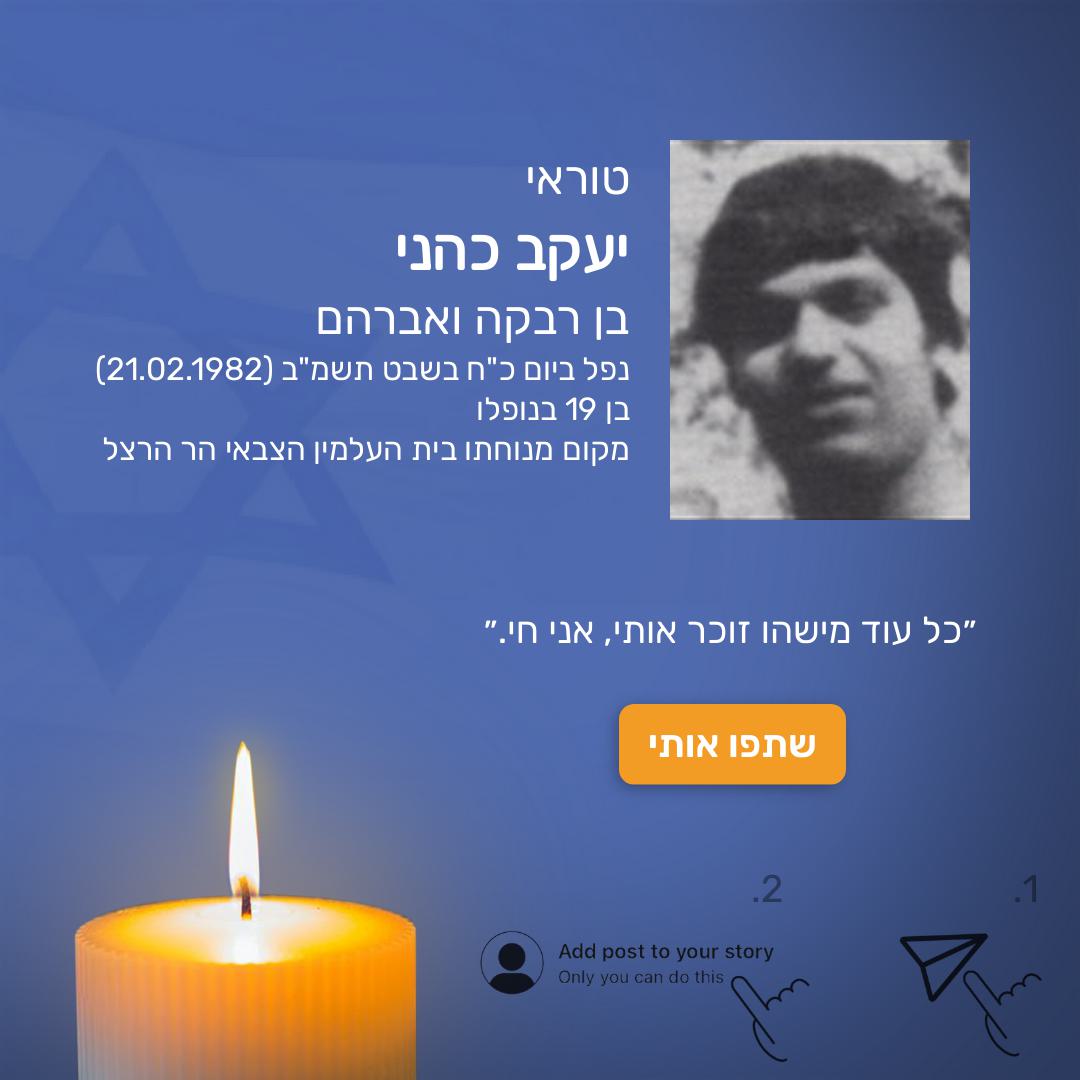 טוראי
יעקב כהני
בן רבקה ואברהם
נפל ביום כ"ח בשבט תשמ"ב (21.02.1982)
בן 19 בנופלו
מקום מנוחתו בית העלמין הצבאי הר הרצל
״כל עוד מישהו זוכר אותי, אני חי.״
שתפו אותי
1.
2.
Add post to your story
Only you can do this